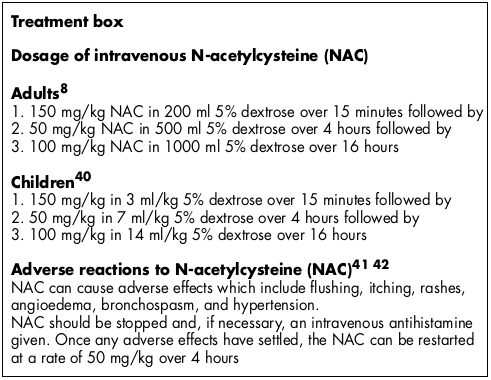 Treatment box
Dosage of intravenous N-acetylcysteine (NAC)
Adults8
1. 150 mg/kg NAC in 200 ml 5% dextrose over 15 minutes followed by
2. 50 mg/kg NAC in 500 ml 5% dextrose over 4 hours followed by
3. 100 mg/kg NAC in 1000 ml 5% dextrose over 16 hours
Children40
1. 150 mg/kg in 3 ml/kg 5% dextrose over 15 minutes followed by
2. 50 mg/kg in 7 ml/kg 5% dextrose over 4 hours followed by
3. 100 mg/kg in 14 ml/kg 5% dextrose over 16 hours
Adverse reactions to N-acetylcysteine (NAC)41 42
NAC can cause adverse effects which include flushing, itching, rashes,
angioedema, bronchospasm, and hypertension.
NAC should be stopped and, if necessary, an intravenous antihistamine
given. Once any adverse effects have settled, the NAC can be restarted
at a rate of 50 mg/kg over 4 hours